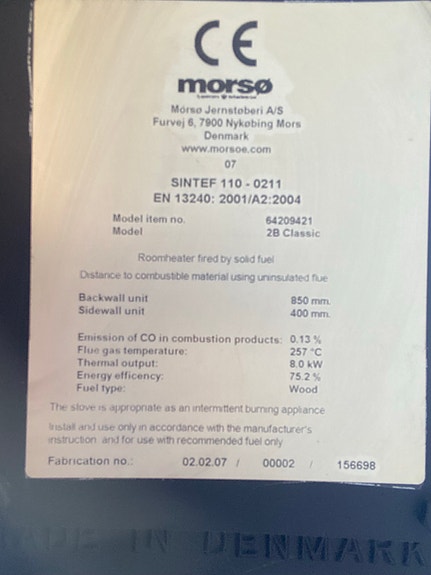 CE
morsø
Morsø Jernstøberi A/S
Furvej 6, 7900 Nykøbing Mors
Denmark
www.morsoe.com
07
SINTEF 110 - 0211
EN 13240: 2001/A2:2004
Model item no. 64209421
Model 2B Classic
Roomheater fired by solid fuel
Distance to combustible material using uninsulated flue
Backwall unit 850 mm.
Sidewall unit 400 mm.
Emission of CO in combustion products: 0.13 %
Flue gas temperature: 257 °C
Thermal output: 8.0 kW
Energy efficency: 75.2 %
Fuel type: Wood
The stove is appropriate as an intermittent burning appliance
Install and use only in accordance with the manufacturer's
instruction and for use with recommended fuel only
Fabrication no.: 02.02.07 / 00002 / 156698
MADE IN DENMARK